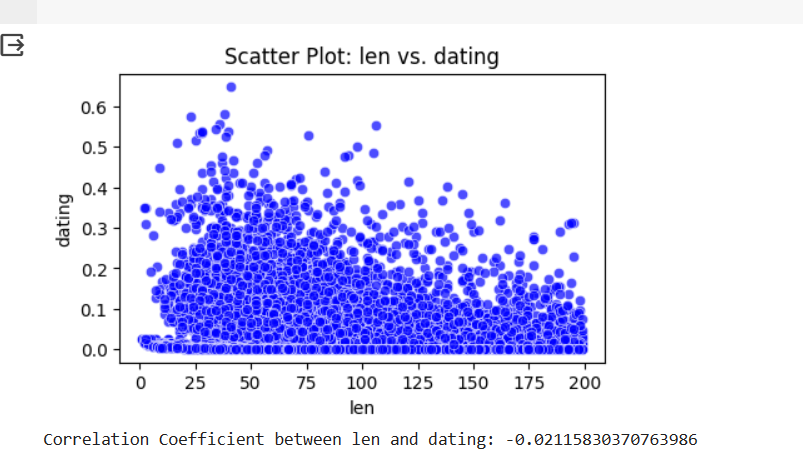 Scatter Plot: len vs. dating
dating
0.6
0.5
0.4
0.3
0.2
0.1
0.0
0 25 50 75 100 125 150 175 200
len
Correlation Coefficient between len and dating: -0.02115830370763986